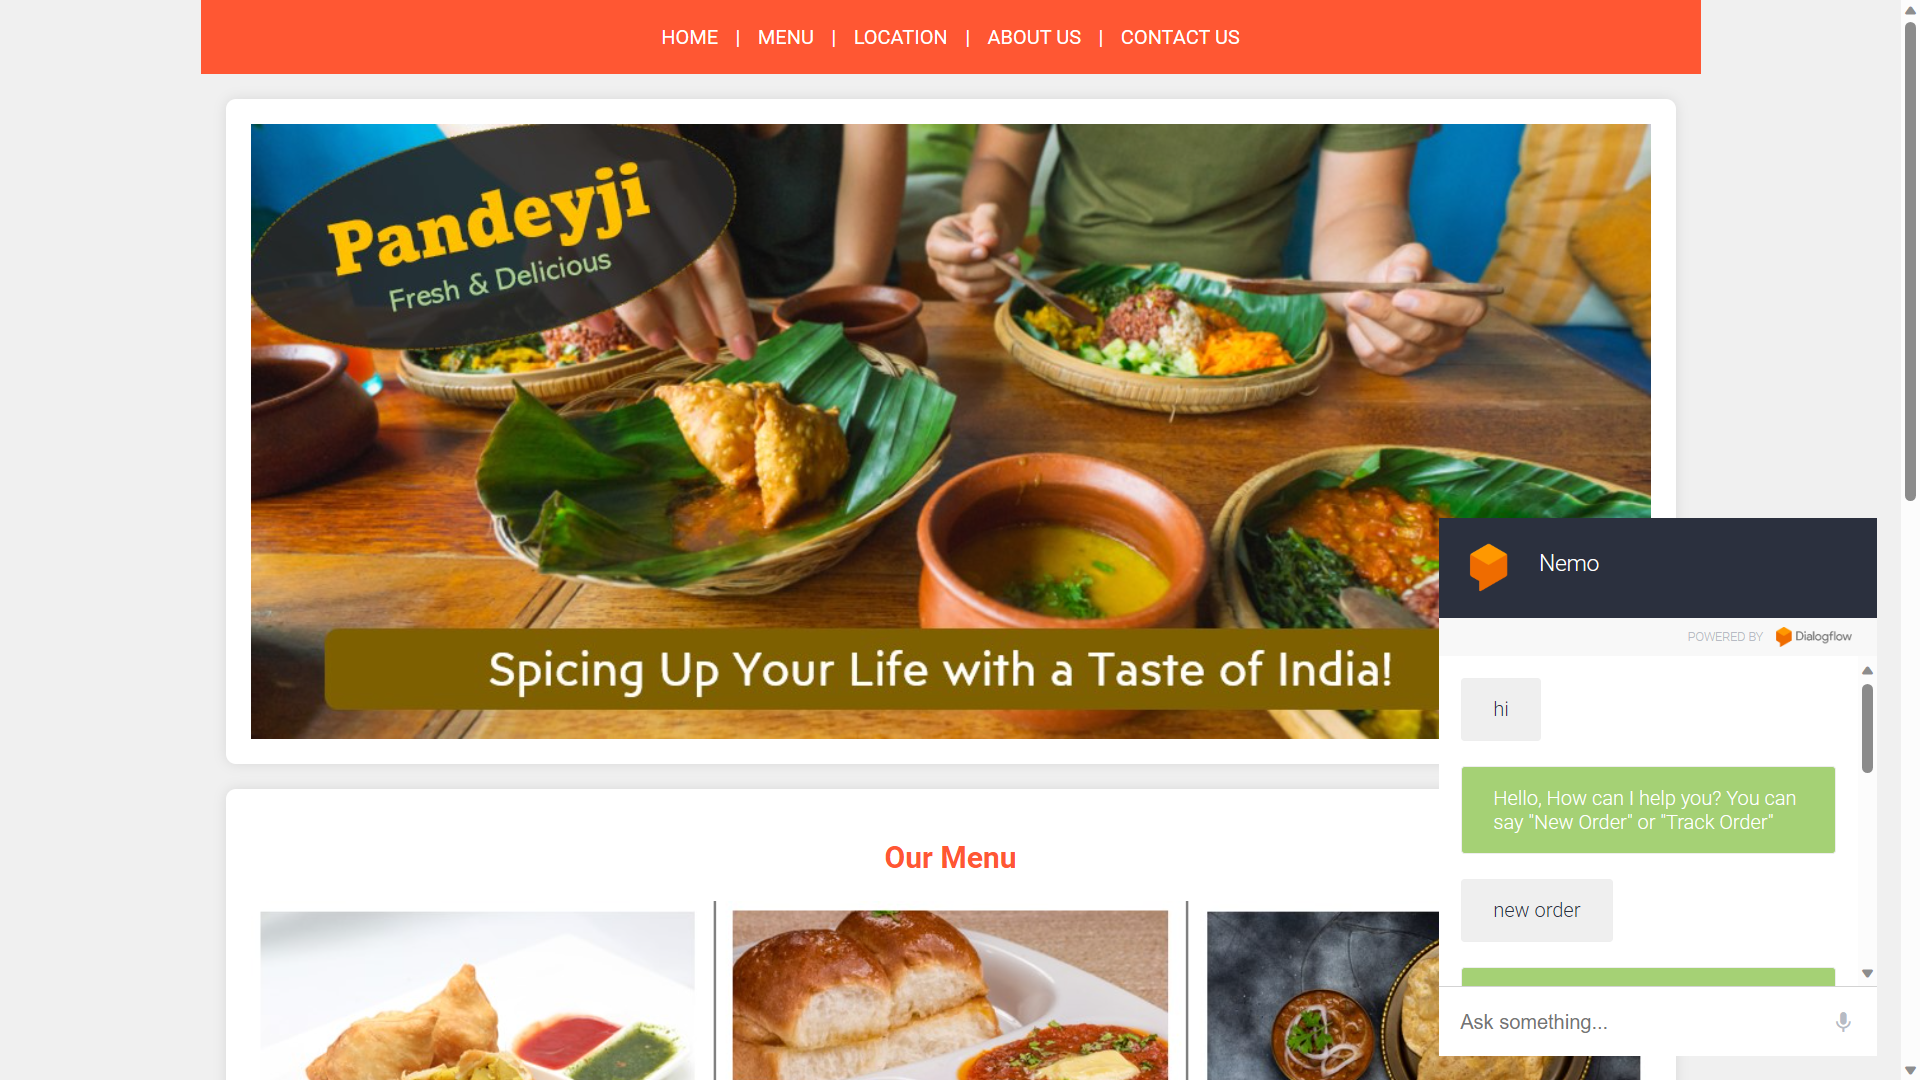 HOME | MENU | LOCATION | ABOUT US | CONTACT US
Pandeyji
Fresh & Delicious
Spicing Up Your Life with a Taste of India!
Our Menu
Nemo
POWERED BY Dialogflow
hi
Hello, How can I help you? You can
say "New Order" or "Track Order"
new order
Ask something...